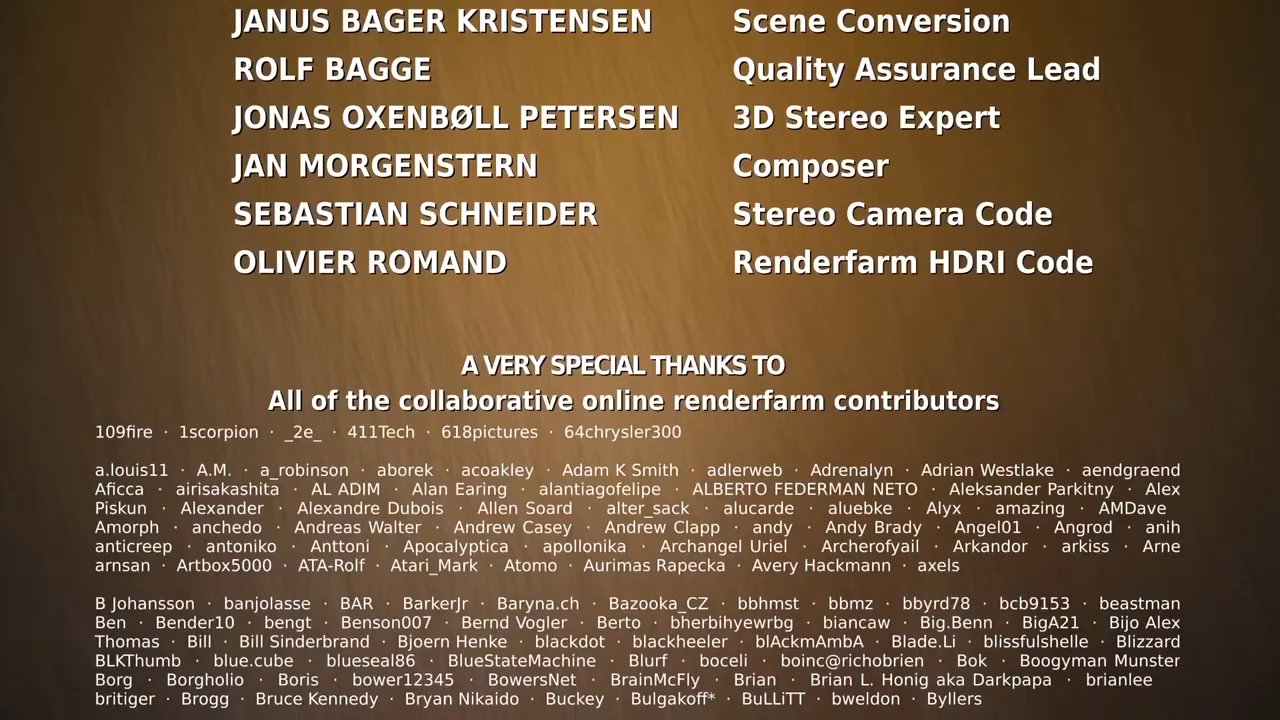 JANUS BAGER KRISTENSEN Scene Conversion
ROLF BAGGE Quality Assurance Lead
JONAS OXENBØLL PETERSEN 3D Stereo Expert
JAN MORGENSTERN Composer
SEBASTIAN SCHNEIDER Stereo Camera Code
OLIVIER ROMAND Renderfarm HDRI Code
A VERY SPECIAL THANKS TO
All of the collaborative online renderfarm contributors
109fire · 1scorpion · _2e_ · 411Tech · 618pictures · 64chrysler300
a.louis11 · A.M. · a_robinson · aborek · acoakley · Adam K Smith · adlerweb · Adrenalyn · Adrian Westlake · aendgraend
Aficca · airisakashita · AL ADIM · Alan Earing · alantiagofelipe · ALBERTO FEDERMAN NETO · Aleksander Parkitny · Alex
Piskun · Alexander · Alexandre Dubois · Allen Soard · alter_sack · alucarde · aluebke · Alyx · amazing · AMDave
Amorph · anchedo · Andreas Walter · Andrew Casey · Andrew Clapp · andy · Andy Brady · Angel01 · Angrod · anih
anticreep · antoniko · Anttoni · Apocalyptica · apollonika · Archangel Uriel · Archerofyail · Arkandor · arkiss · Arne
arnsan · Artbox5000 · ATA-Rolf · Atari_Mark · Atomo · Aurimas Rapecka · Avery Hackmann · axels
B Johansson · banjolasse · BAR · BarkerJr · Baryna.ch · Bazooka_CZ · bbhmst · bbmz · bbyrd78 · bcb9153 · beastman
Ben · Bender10 · bengt · Benson007 · Bernd Vogler · Berto · bherbihyewrbg · biancaw · Big.Benn · BigA21 · Bijo Alex
Thomas · Bill · Bill Sinderbrand · Bjoern Henke · blackdot · blackheeler · blAckmAmbA · Blade.Li · blissfulshelle · Blizzard
BLKThumb · blue.cube · blueseal86 · BlueStateMachine · Blurf · boceli · boinc@richobrien · Bok · Boogyman Munster
Borg · Borgholio · Boris · bower12345 · BowersNet · BrainMcFly · Brian · Brian L. Honig aka Darkpapa · brianlee
britiger · Brogg · Bruce Kennedy · Bryan Nikaido · Buckey · Bulgakoff* · BuLLiTT · bweldon · Byllers